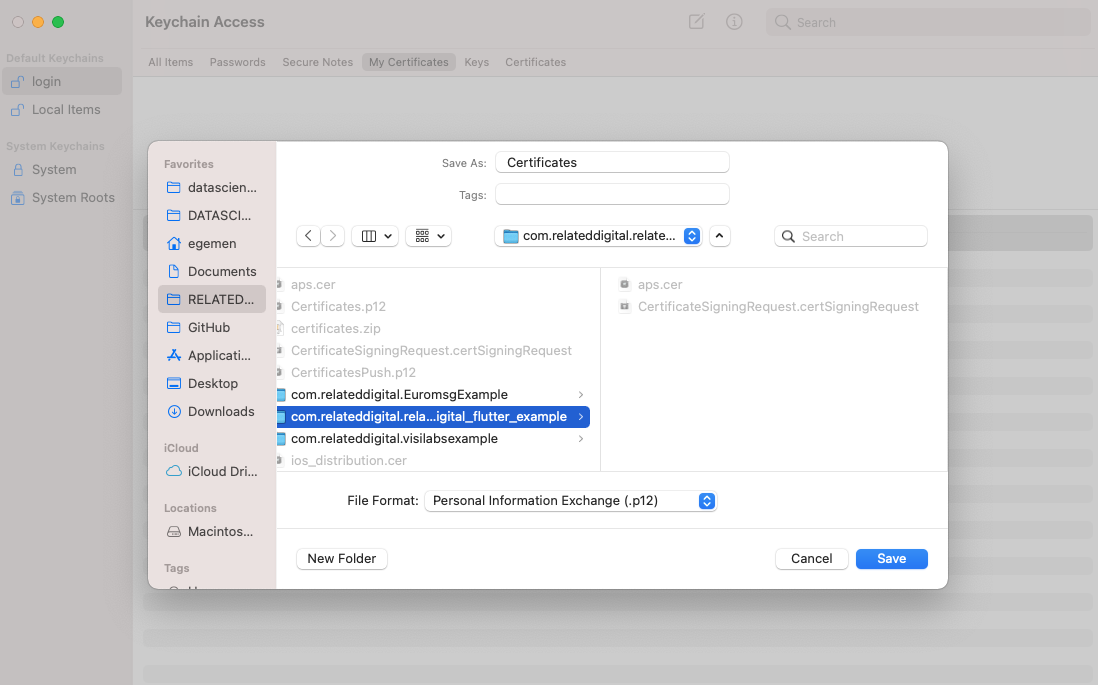 Keychain Access
Search
Default Keychains
login
Local Items
System Keychains
System
System Roots
All Items
Passwords
Secure Notes
My Certificates
Keys
Certificates
Favorites
datascien...
DATASCI...
egemen
Documents
RELATED...
GitHub
Applicati...
Desktop
Downloads
iCloud
iCloud Dri...
Locations
Macintos...
Tags
Save As:
Certificates
Tags:
com.relateddigital.relate...
Search
aps.cer
Certificates.p12
certificates.zip
CertificateSigningRequest.certSigningRequest
CertificatesPush.p12
com.relateddigital.EuromsgExample
com.relateddigital.rela...igital_flutter_example
com.relateddigital.visilabsexample
ios_distribution.cer
aps.cer
CertificateSigningRequest.certSigningRequest
File Format:
Personal Information Exchange (.p12)
New Folder
Cancel
Save